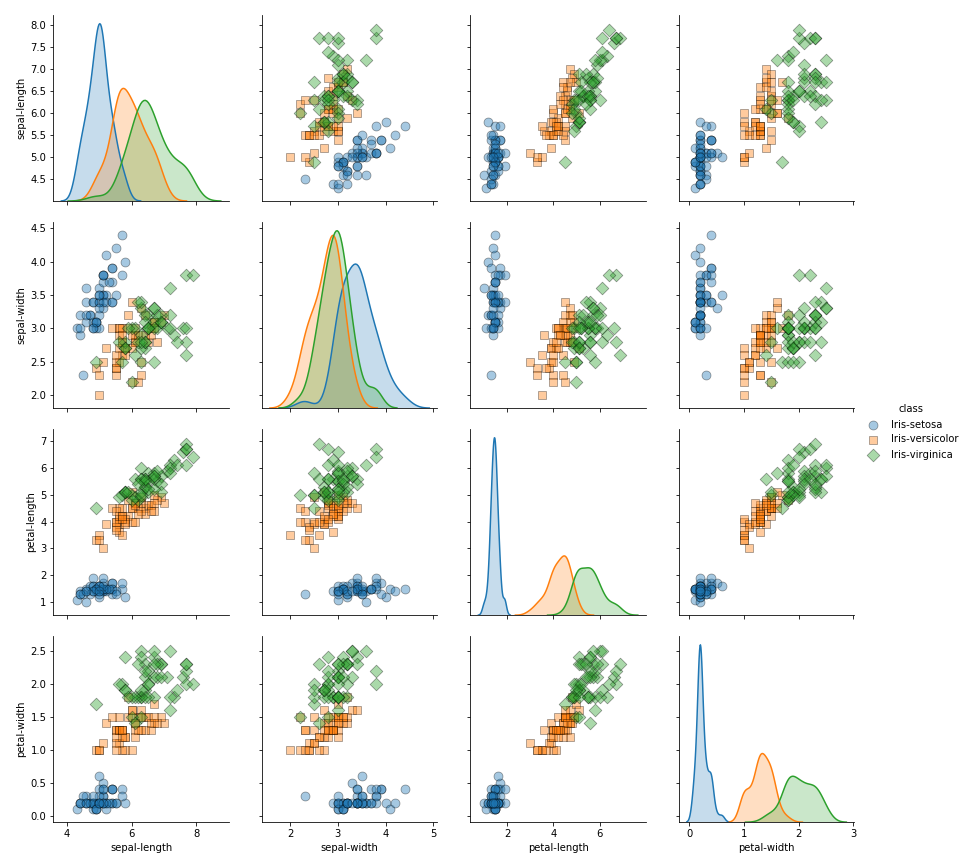 8.0
7.5
7.0
6.5
6.0
5.5
5.0
4.5
sepal-length
4.5
4.0
3.5
3.0
2.5
2.0
sepal-width
class
Iris-setosa
Iris-versicolor
Iris-virginica
7
6
5
4
3
2
1
petal-length
2.5
2.0
1.5
1.0
0.5
0.0
petal-width
4 6 8
2 3 4 5
2 4 6
0 1 2 3
sepal-length sepal-width petal-length petal-width